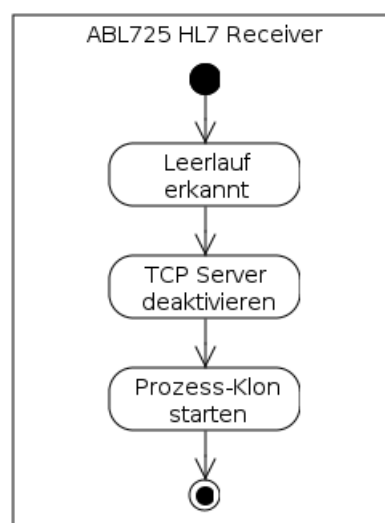 ABL725 HL7 Receiver
Leerlauf
erkannt
TCP Server
deaktivieren
Prozess-Klon
starten